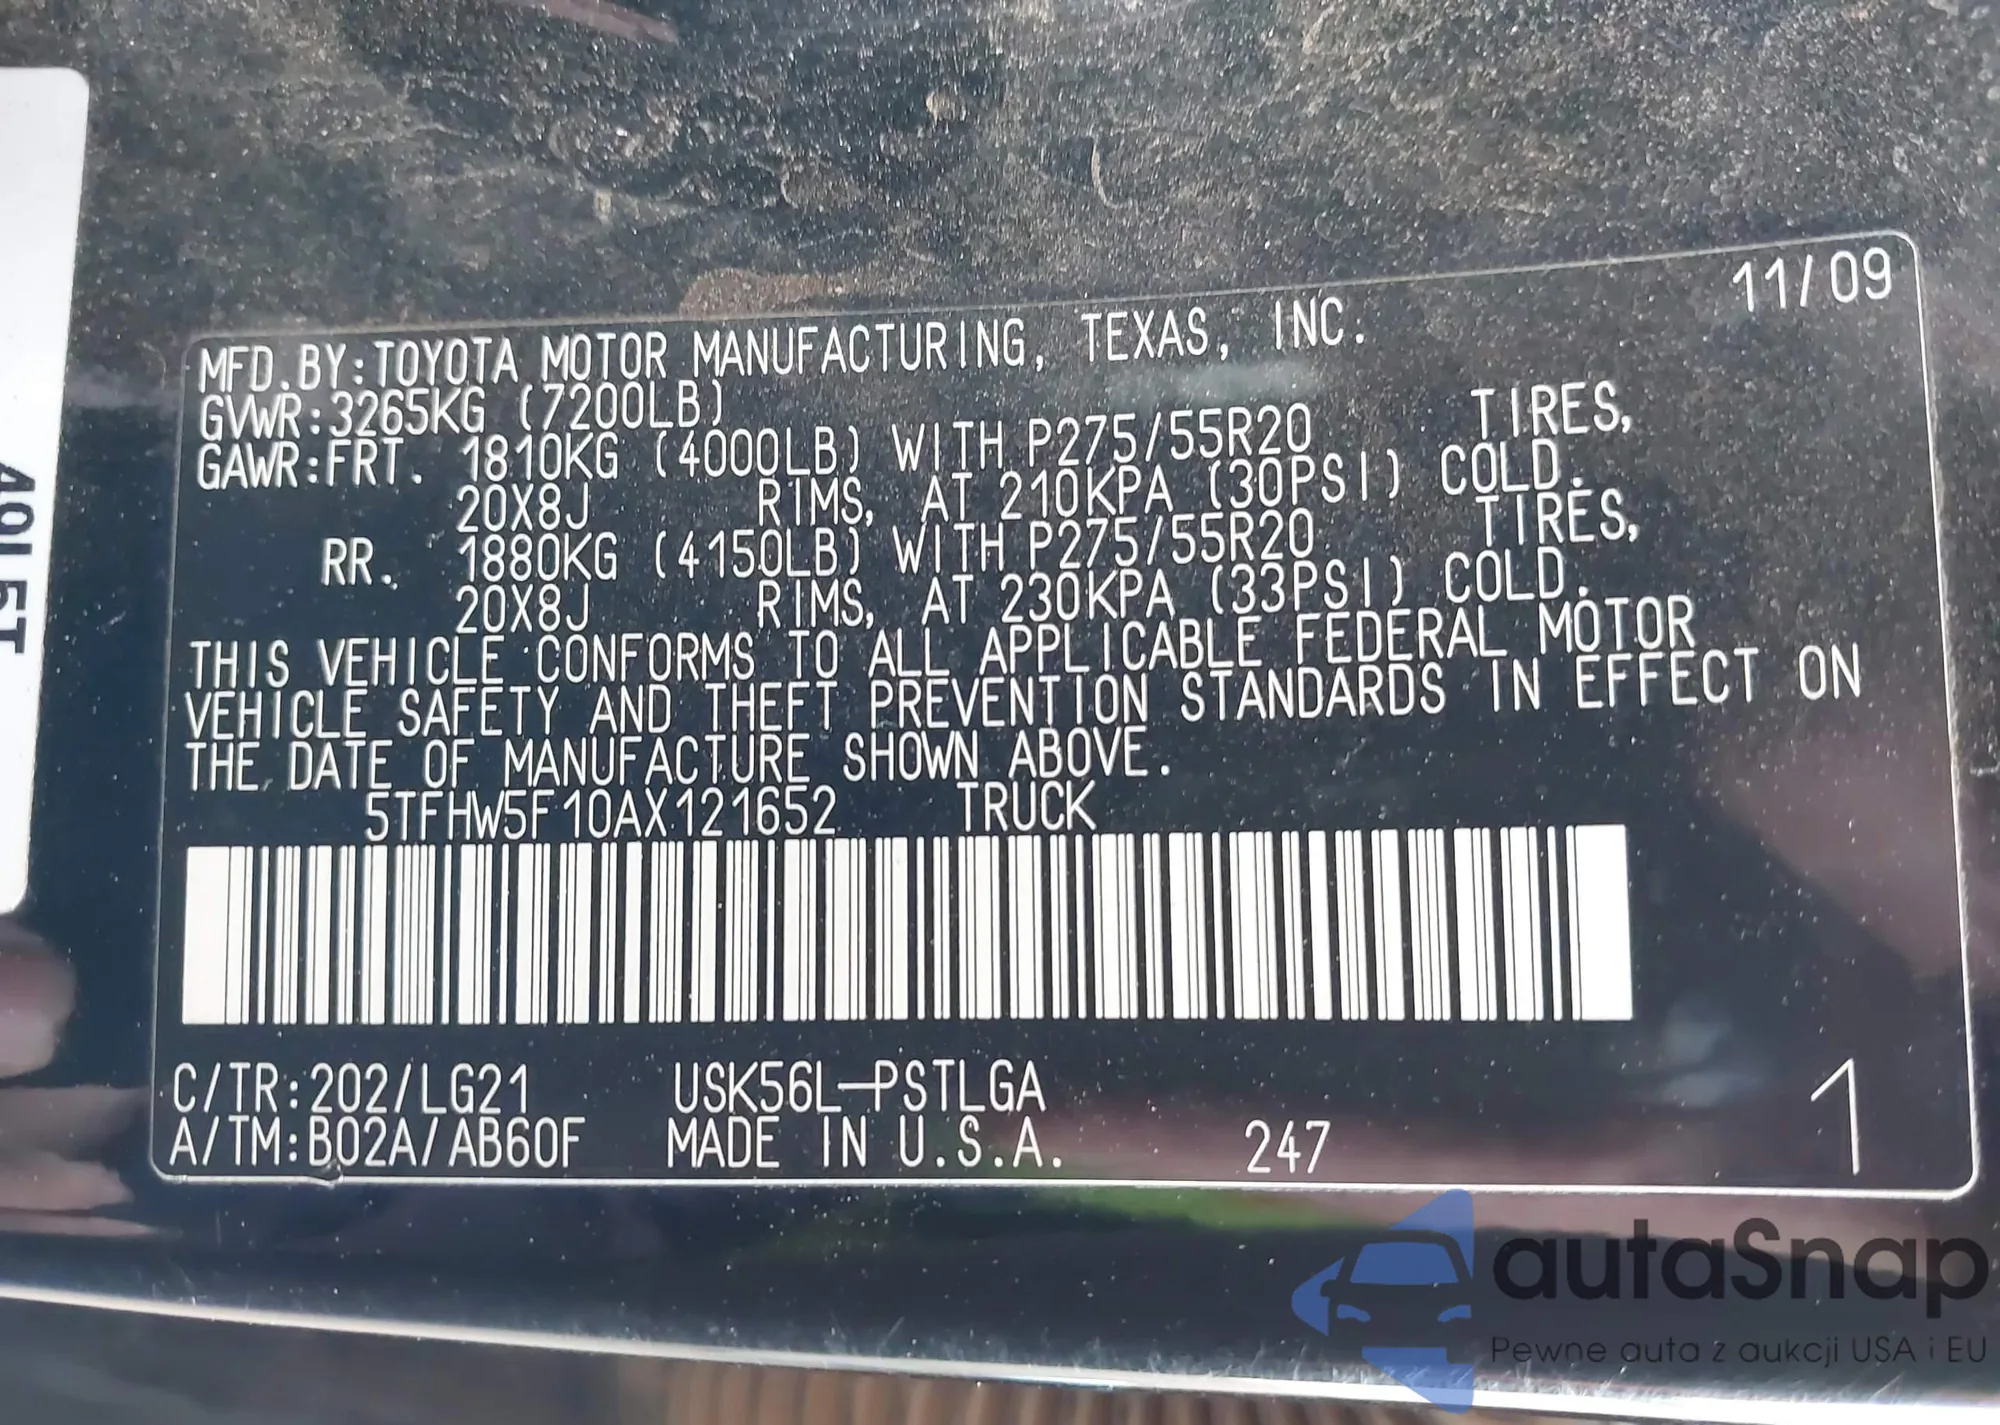 11/09
MFD.BY:TOYOTA MOTOR MANUFACTURING, TEXAS, INC.
GVWR:3265KG (7200LB)
GAWR:FRT. 1810KG (4000LB) WITH P275/55R20 TIRES,
20X8J RIMS, AT 210KPA (30PSI) COLD.
RR. 1880KG (4150LB) WITH P275/55R20 TIRES,
20X8J RIMS, AT 230KPA (33PSI) COLD.
THIS VEHICLE CONFORMS TO ALL APPLICABLE FEDERAL MOTOR
VEHICLE SAFETY AND THEFT PREVENTION STANDARDS IN EFFECT ON
THE DATE OF MANUFACTURE SHOWN ABOVE.
5TFHW5F10AX121652 TRUCK
C/TR:202/LG21 USK56L-PSTLGA
A/TM:B02A/AB60F MADE IN U.S.A. 247
1
autaSnap
Pewne auta z aukcji USA i EU